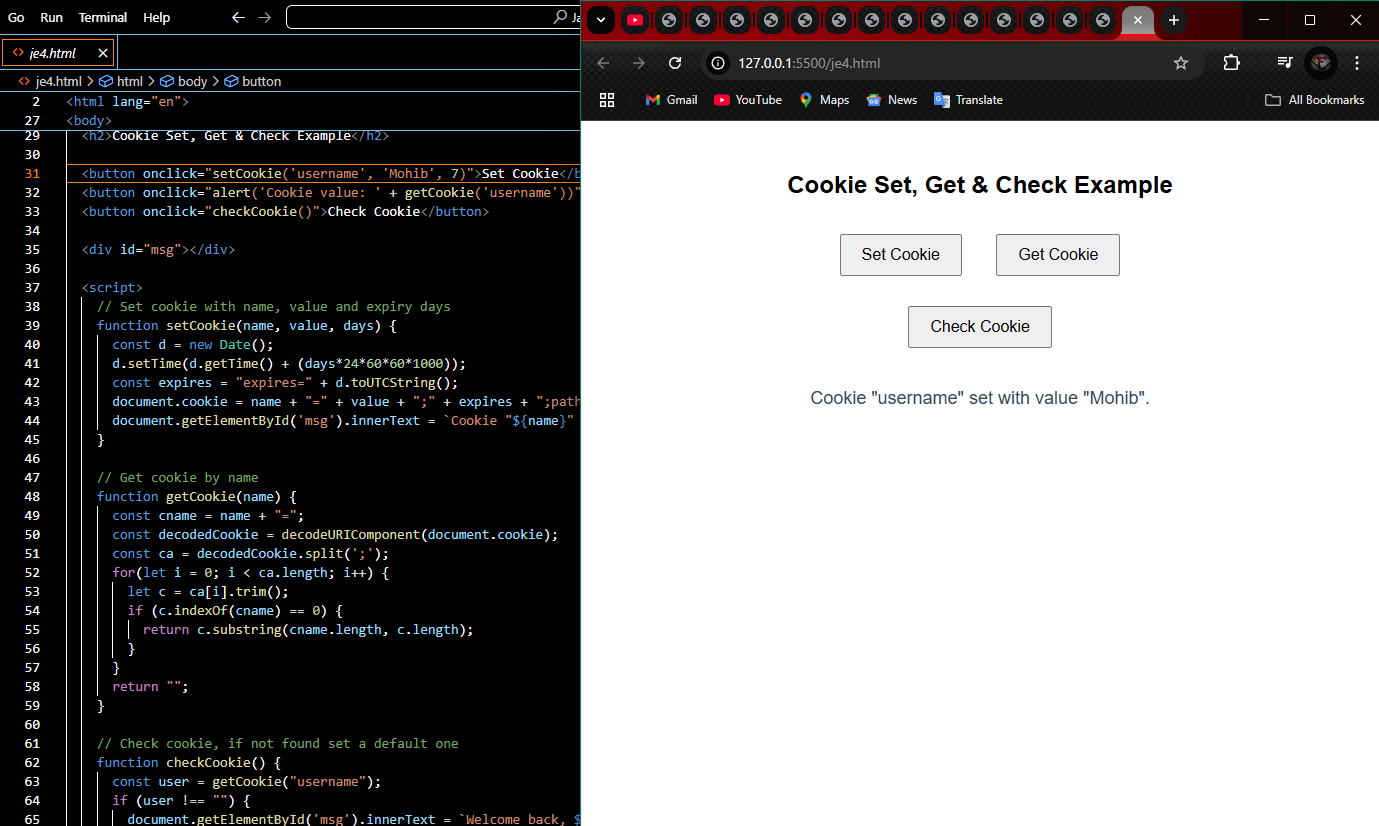 Go Run Terminal Help
je4.html
je4.html > html > body > button
2 <html lang="en">
27 <body>
29 <h2>Cookie Set, Get & Check Example</h2>
30
31 <button onclick="setCookie('username', 'Mohib', 7)">Set Cookie</b
32 <button onclick="alert('Cookie value: ' + getCookie('username'))"
33 <button onclick="checkCookie()">Check Cookie</button>
34
35 <div id="msg"></div>
36
37 <script>
38 // Set cookie with name, value and expiry days
39 function setCookie(name, value, days) {
40 const d = new Date();
41 d.setTime(d.getTime() + (days*24*60*60*1000));
42 const expires = "expires=" + d.toUTCString();
43 document.cookie = name + "=" + value + ";" + expires + ";path
44 document.getElementById('msg').innerText = `Cookie "${name}"
45 }
46
47 // Get cookie by name
48 function getCookie(name) {
49 const cname = name + "=";
50 const decodedCookie = decodeURIComponent(document.cookie);
51 const ca = decodedCookie.split(';');
52 for(let i = 0; i < ca.length; i++) {
53 let c = ca[i].trim();
54 if (c.indexOf(cname) == 0) {
55 return c.substring(cname.length, c.length);
56 }
57 }
58 return "";
59 }
60
61 // Check cookie, if not found set a default one
62 function checkCookie() {
63 const user = getCookie("username");
64 if (user !== "") {
65 document.getElementById('msg').innerText = `Welcome back, $
127.0.0.1:5500/je4.html
Gmail YouTube Maps News Translate All Bookmarks
Cookie Set, Get & Check Example
Set Cookie Get Cookie
Check Cookie
Cookie "username" set with value "Mohib".